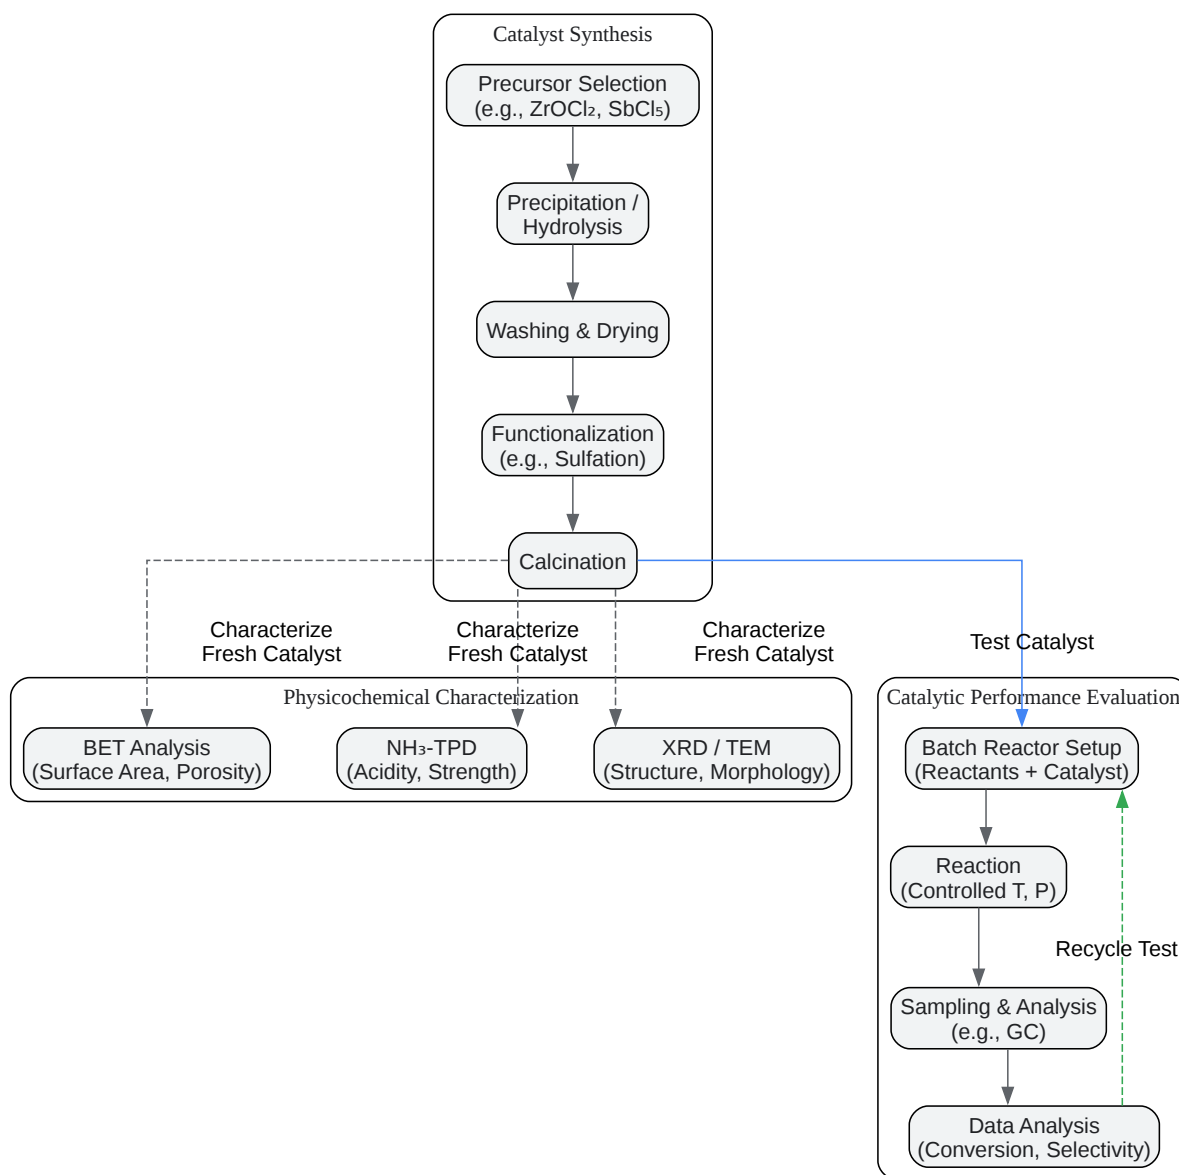 Catalyst Synthesis
Precursor Selection
(e.g., ZrOCl₂, SbCl₅)
Precipitation /
Hydrolysis
Washing & Drying
Functionalization
(e.g., Sulfation)
Calcination
Characterize
Fresh Catalyst
Characterize
Fresh Catalyst
Characterize
Fresh Catalyst
Test Catalyst
Physicochemical Characterization
BET Analysis
(Surface Area, Porosity)
NH₃-TPD
(Acidity, Strength)
XRD / TEM
(Structure, Morphology)
Catalytic Performance Evaluation
Batch Reactor Setup
(Reactants + Catalyst)
Reaction
(Controlled T, P)
Recycle Test
Sampling & Analysis
(e.g., GC)
Data Analysis
(Conversion, Selectivity)